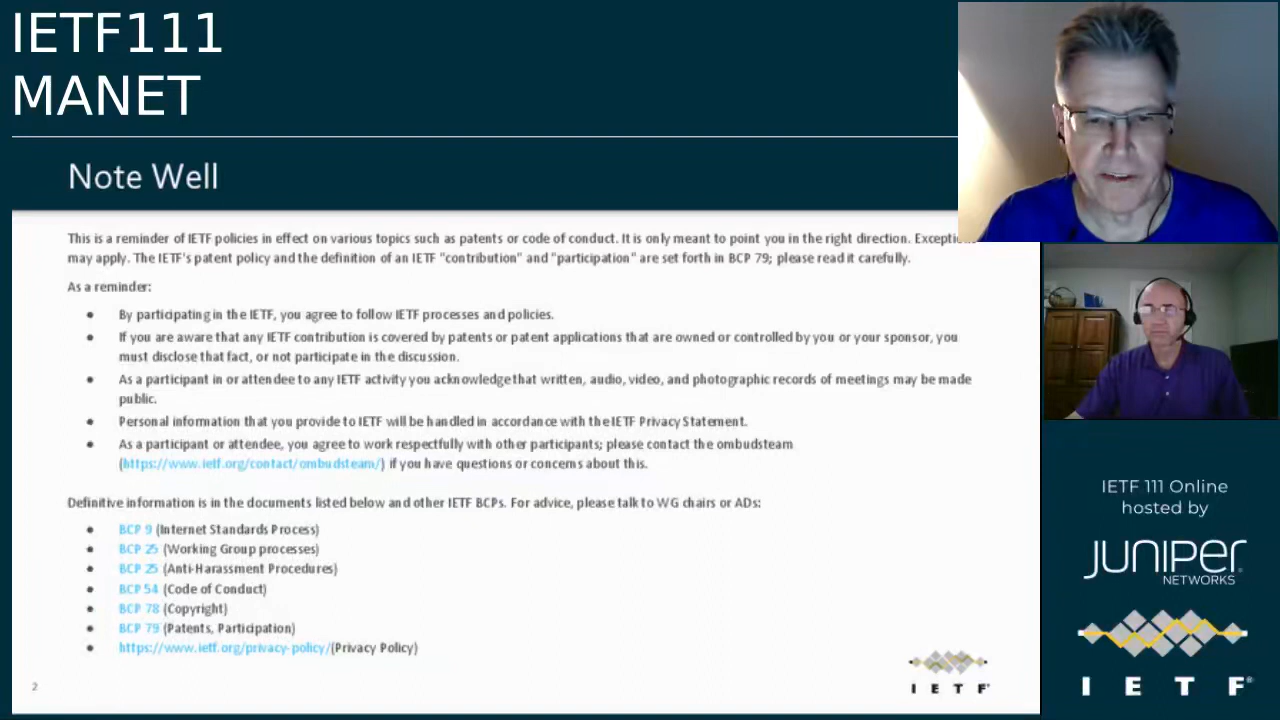 IETF111
MANET
Note Well
This is a reminder of IETF policies in effect on various topics such as patents or code of conduct. It is only meant to point you in the right direction.
may apply. The IETF's patent policy and the definition of an IETF "contribution" and "participation" are set forth in BCP 79; please read it carefully.
As a reminder:
● By participating in the IETF, you agree to follow IETF processes and policies.
● If you are aware that any IETF contribution is covered by patents or patent applications that are owned or controlled by you or your sponsor, you
must disclose that fact, or not participate in the discussion.
● As a participant in or attendee to any IETF activity you acknowledge that written, audio, video, and photographic records of meetings may be made
public.
● Personal information that you provide to IETF will be handled in accordance with the IETF Privacy Statement.
● As a participant or attendee, you agree to work respectfully with other participants; please contact the ombudsteam
(https://www.ietf.org/contact/ombudsteam/) if you have questions or concerns about this.
Definitive information is in the documents listed below and other IETF BCPs. For advice, please talk to WG chairs or ADs:
● BCP 9 (Internet Standards Process)
● BCP 25 (Working Group processes)
● BCP 25 (Anti-Harassment Procedures)
● BCP 54 (Code of Conduct)
● BCP 78 (Copyright)
● BCP 79 (Patents, Participation)
● https://www.ietf.org/privacy-policy/(Privacy Policy)
2
I E T F®
IETF 111 Online
hosted by
JUNIPER
NETWORKS
I E T F®